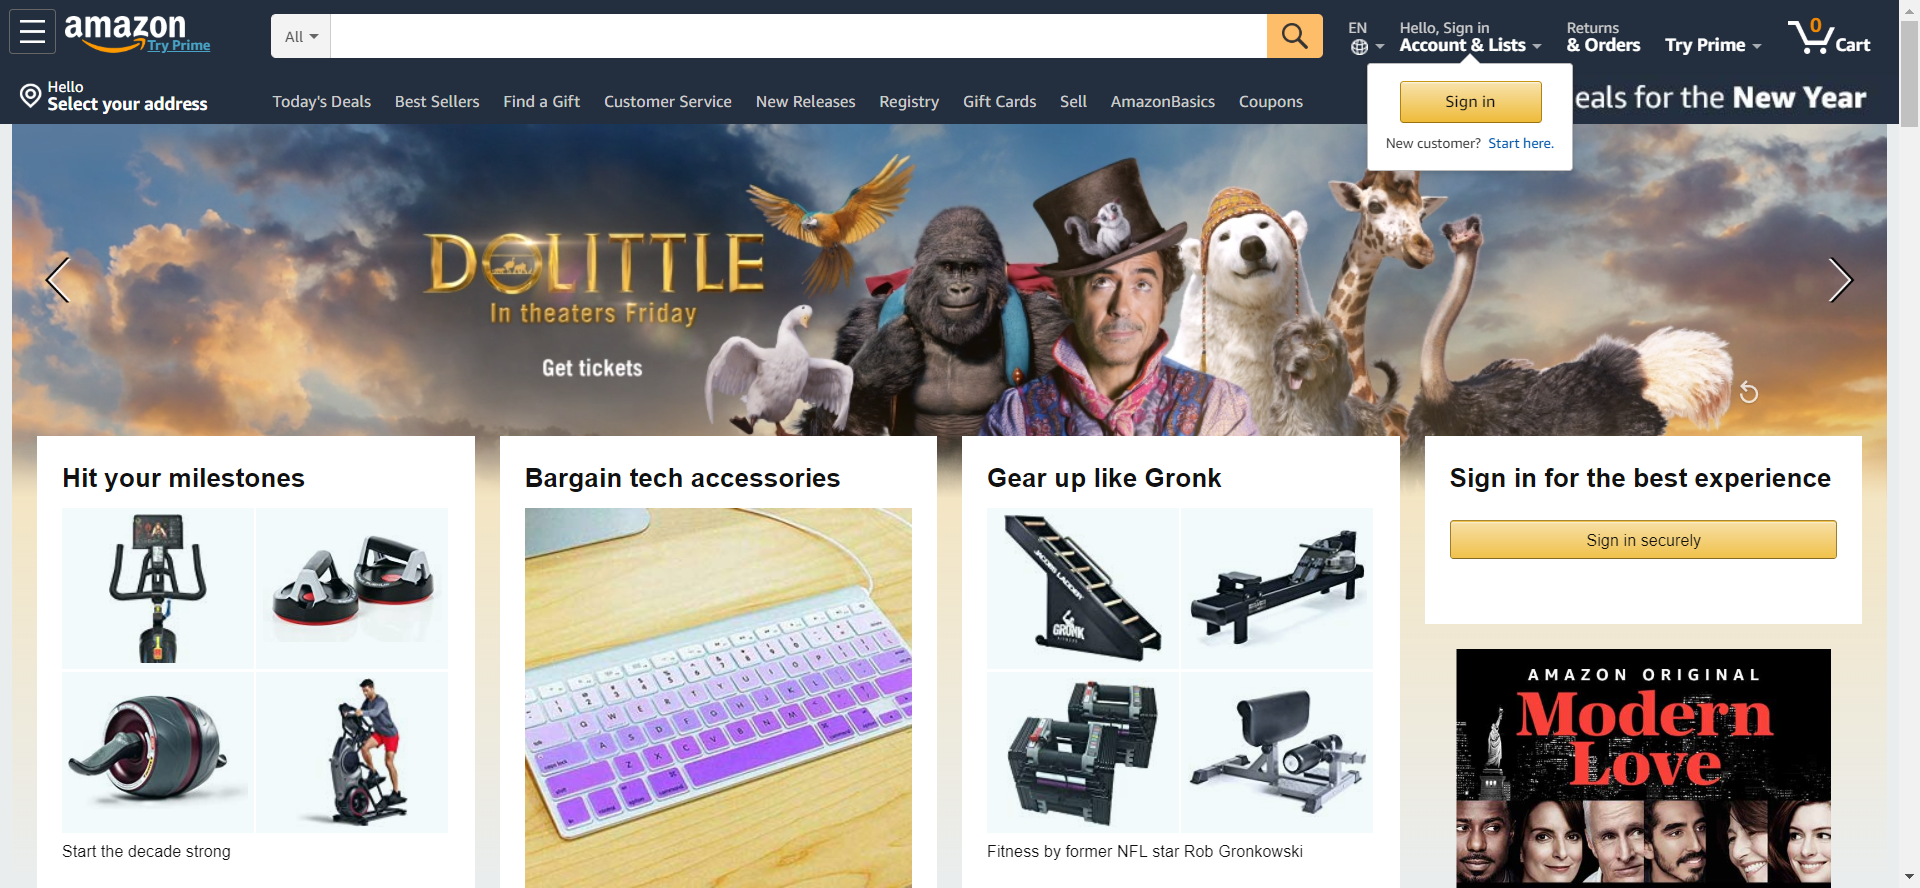 amazon
Try Prime
All
EN
Hello, Sign in
Account & Lists
Returns
& Orders
Try Prime
0
Cart
Hello
Select your address
Today's Deals
Best Sellers
Find a Gift
Customer Service
New Releases
Registry
Gift Cards
Sell
AmazonBasics
Coupons
eals for the New Year
Sign in
New customer? Start here.
DOLITTLE
In theaters Friday
Get tickets
Hit your milestones
Start the decade strong
Bargain tech accessories
Gear up like Gronk
JACOBS LADDER
GRONK
FITNESS
Fitness by former NFL star Rob Gronkowski
Sign in for the best experience
Sign in securely
AMAZON ORIGINAL
Modern
Love